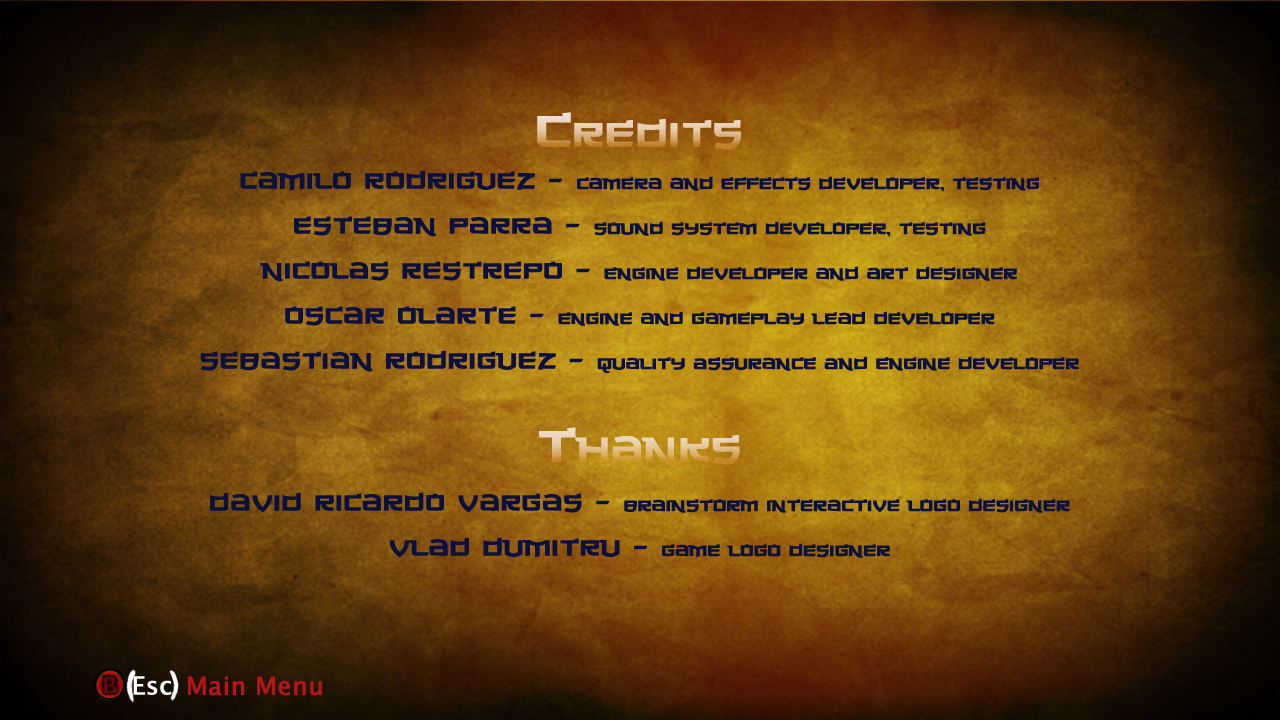 Credits
Camilo Rodriguez - Camera and Effects Developer, Testing
Esteban Parra - Sound System Developer, Testing
Nicolas Restrepo - Engine Developer and Art Designer
Oscar Olarte - Engine and Gameplay Lead Developer
Sebastian Rodriguez - Quality Assurance and Engine Developer
Thanks
David Ricardo Vargas - Brainstorm Interactive Logo Designer
Vlad Dumitru - Game Logo Designer
B (Esc) Main Menu